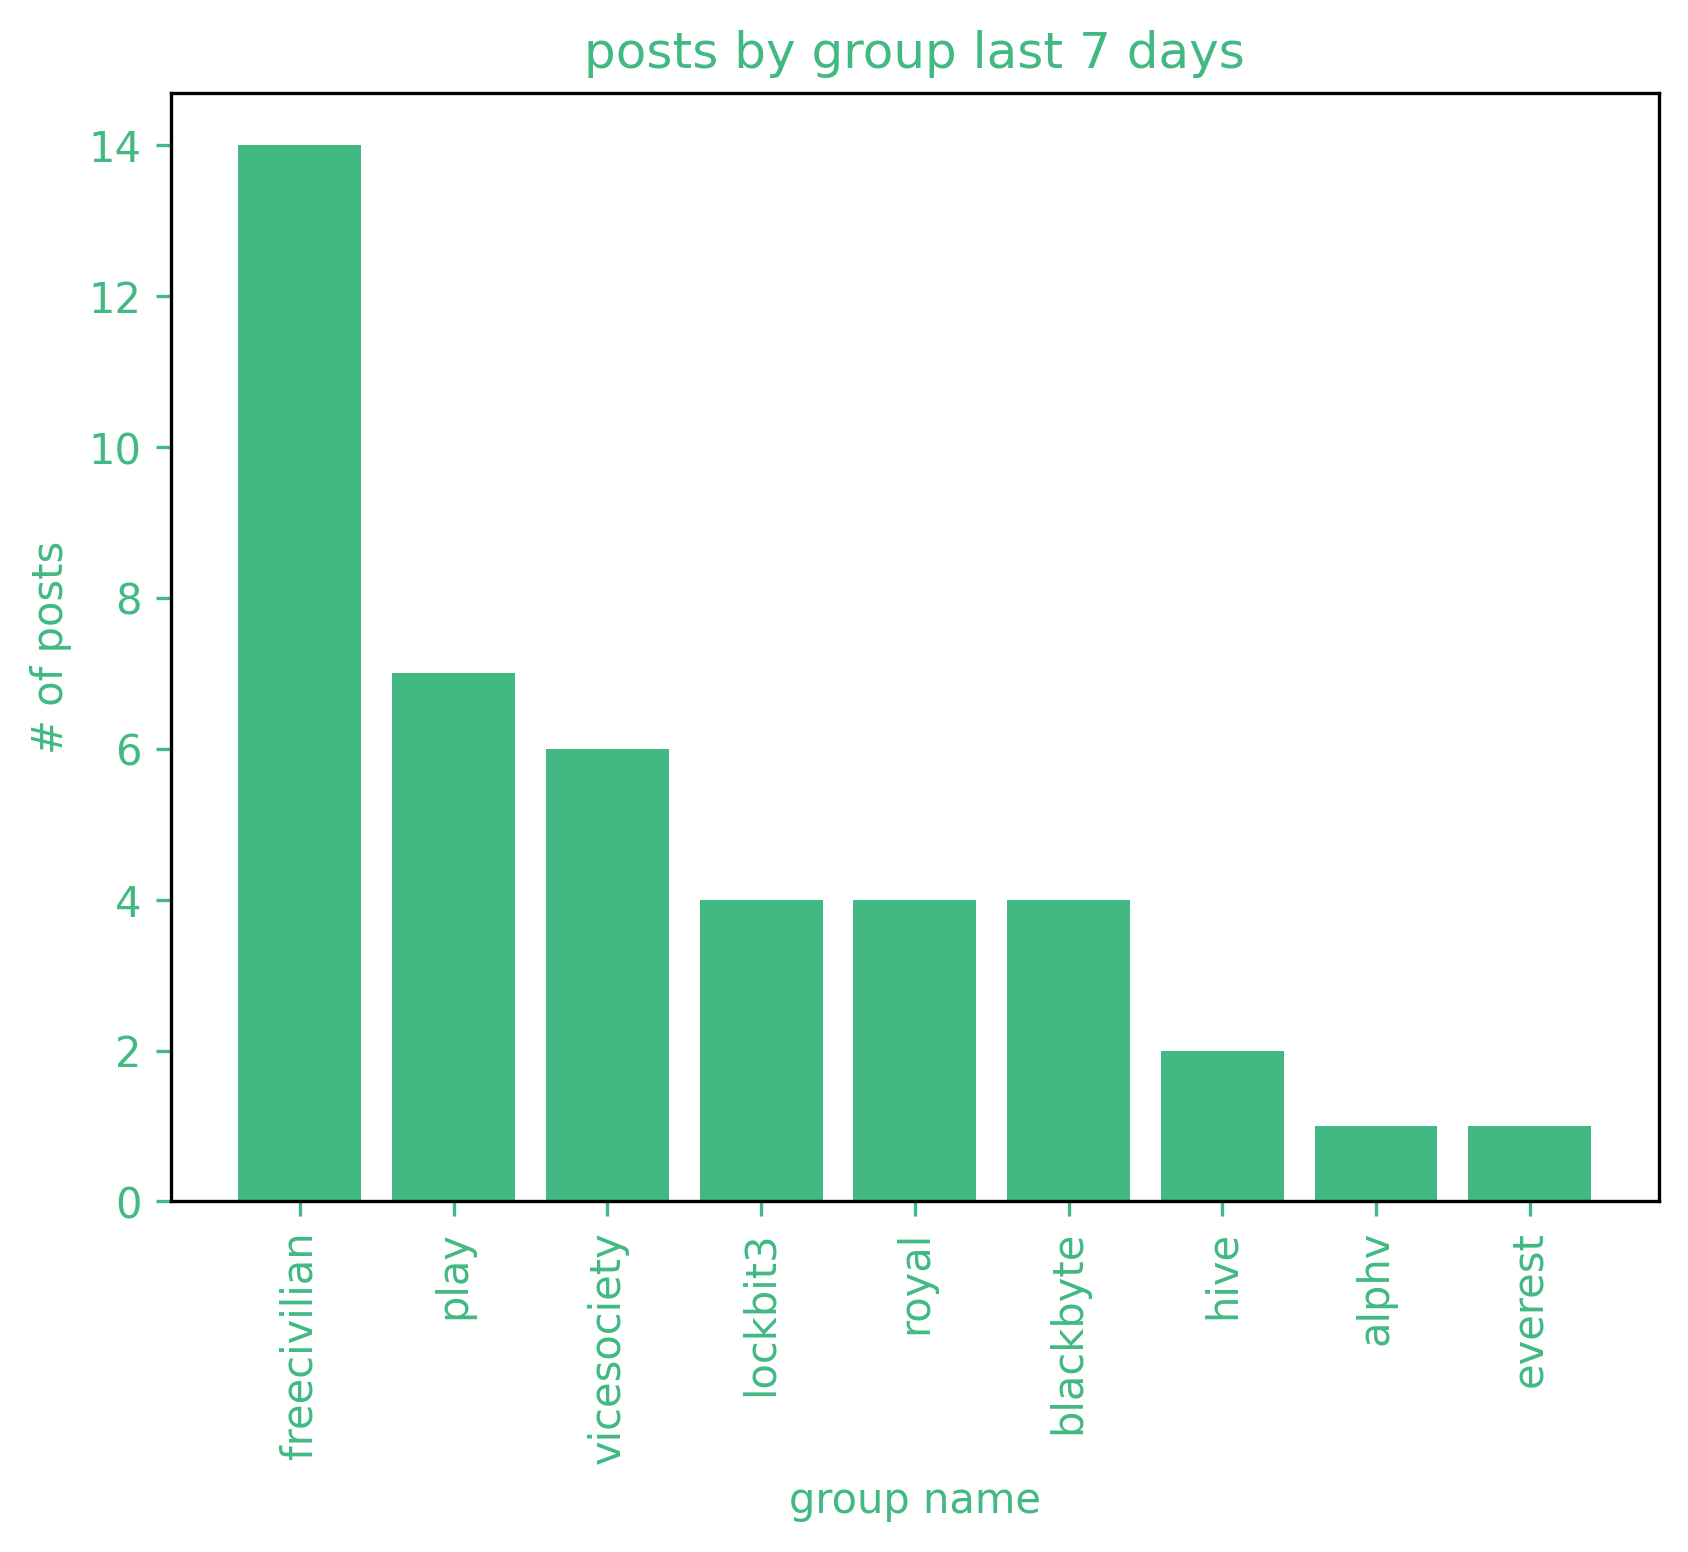 posts by group last 7 days
14
12
10
8
6
4
2
0
# of posts
freecivilian
play
vicesociety
lockbit3
royal
blackbyte
hive
alphv
everest
group name